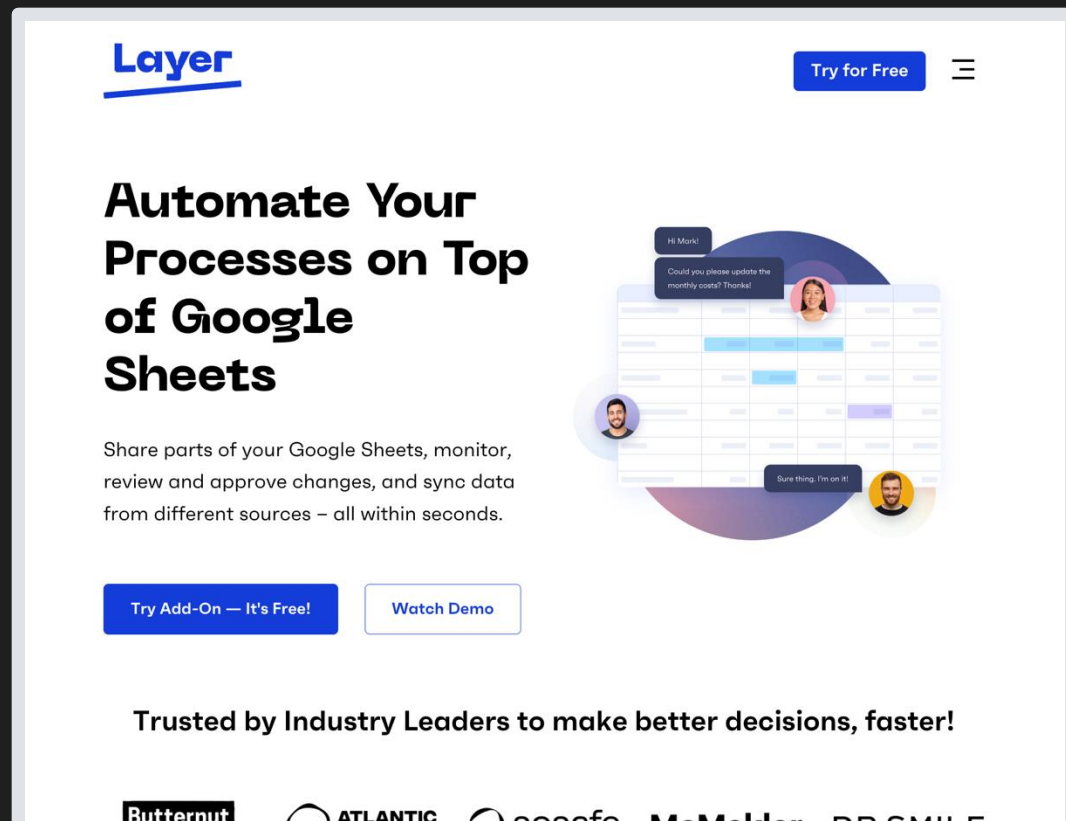 Layer
Try for Free
Automate Your
Processes on Top
of Google
Sheets
Hi Mark!
Could you please update the
monthly costs? Thanks!
Sure thing. I'm on it!
Share parts of your Google Sheets, monitor,
review and approve changes, and sync data
from different sources – all within seconds.
Try Add-On — It's Free!
Watch Demo
Trusted by Industry Leaders to make better decisions, faster!
Butternut
ATLANTIC
DR SMILE